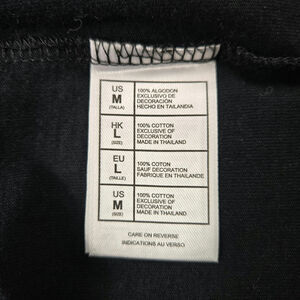 US
M
(TALLA)
100% ALGODON
EXCLUSIVO DE
DECORACIÓN
HECHO EN TAILANDIA
HK
L
(SIZE)
100% COTTON
EXCLUSIVE OF
DECORATION
MADE IN THAILAND
EU
L
(TAILLE)
100% COTON
SAUF DECORATION
FABRIQUE EN THAILANDE
US
M
(SIZE)
100% COTTON
EXCLUSIVE OF
DECORATION
MADE IN THAILAND
CARE ON REVERSE
INDICATIONS AU VERSO